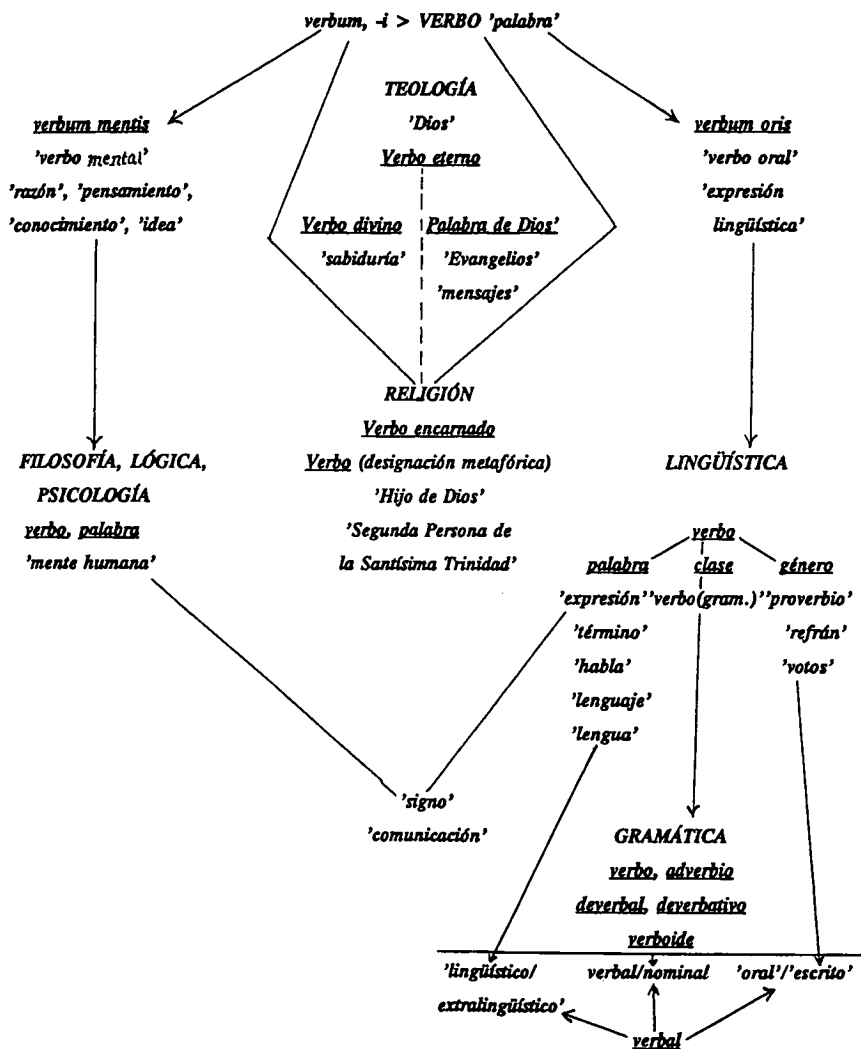 verbum, -i > VERBO 'palabra'
TEOLOGÍA
'Dios'
Verbo eterno
verbum mentis
'verbo mental'
'razón', 'pensamiento',
'conocimiento', 'idea'
verbum oris
'verbo oral'
'expresión
lingüística'
Verbo divino
'sabiduría'
Palabra de Dios'
'Evangelios'
'mensajes'
RELIGIÓN
Verbo encarnado
Verbo (designación metafórica)
'Hijo de Dios'
'Segunda Persona de
la Santísima Trinidad'
FILOSOFÍA, LÓGICA,
PSICOLOGÍA
verbo, palabra
'mente humana'
LINGÜÍSTICA
verbo
palabra clase género
'expresión' 'verbo(gram.)' 'proverbio'
'término'
'habla'
'lenguaje'
'lengua'
'refrán'
'votos'
'signo'
'comunicación'
GRAMÁTICA
verbo, adverbio
deverbal, deverbativo
verboide
'lingüístico/
extralingüístico'
verbal/nominal
'oral'/'escrito'
verbal